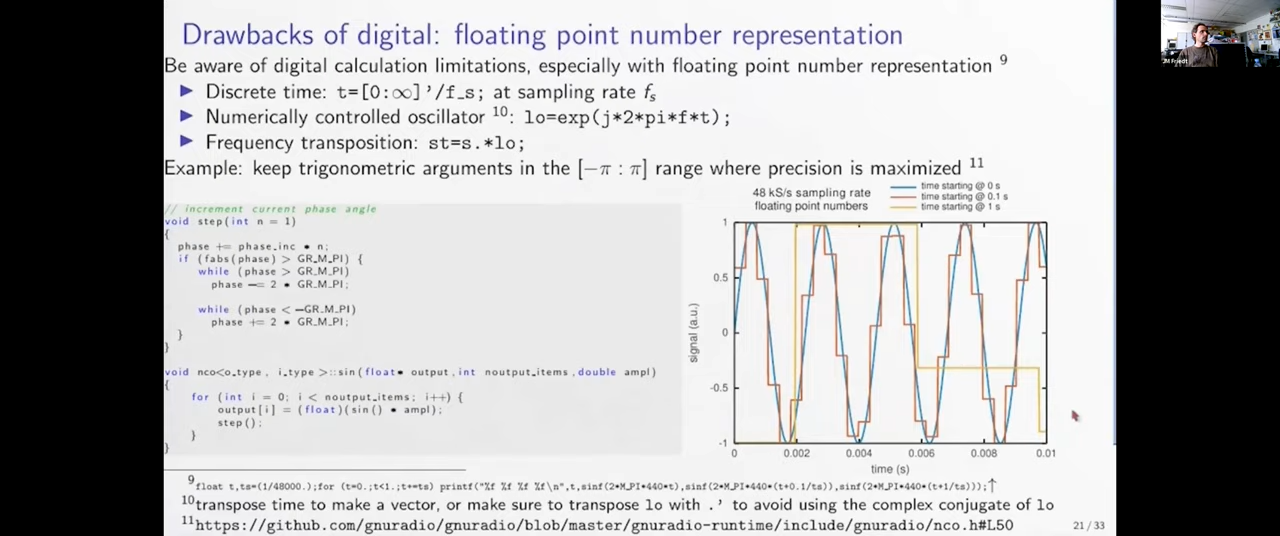 Drawbacks of digital: floating point number representation
Be aware of digital calculation limitations, especially with floating point number representation 9
▶ Discrete time: t=[0:∞]'/f_s; at sampling rate fs
▶ Numerically controlled oscillator 10: lo=exp(j*2*pi*f*t);
▶ Frequency transposition: st=s.*lo;
Example: keep trigonometric arguments in the [−π : π] range where precision is maximized 11
// increment current phase angle
void step(int n = 1)
{
phase += phase_inc * n;
if (fabs(phase) > GR_M_PI) {
while (phase > GR_M_PI)
phase -= 2 * GR_M_PI;
while (phase < -GR_M_PI)
phase += 2 * GR_M_PI;
}
}
void nco<o_type, i_type>::sin(float* output, int noutput_items, double ampl)
{
for (int i = 0; i < noutput_items; i++) {
output[i] = (float)(sin() * ampl);
step();
}
}
48 kS/s sampling rate
floating point numbers
time starting @ 0 s
time starting @ 0.1 s
time starting @ 1 s
1
0.5
0
-0.5
-1
signal (a.u.)
0 0.002 0.004 0.006 0.008 0.01
time (s)
9 float t,ts=(1/48000.);for (t=0.;t<1.;t+=ts) printf("%f %f %f %f\n",t,sinf(2*M_PI*440*t),sinf(2*M_PI*440*(t+0.1/ts)),sinf(2*M_PI*440*(t+1/ts)));↑
10 transpose time to make a vector, or make sure to transpose lo with .' to avoid using the complex conjugate of lo
11 https://github.com/gnuradio/gnuradio/blob/master/gnuradio-runtime/include/gnuradio/nco.h#L50
21 / 33
JM Friedt